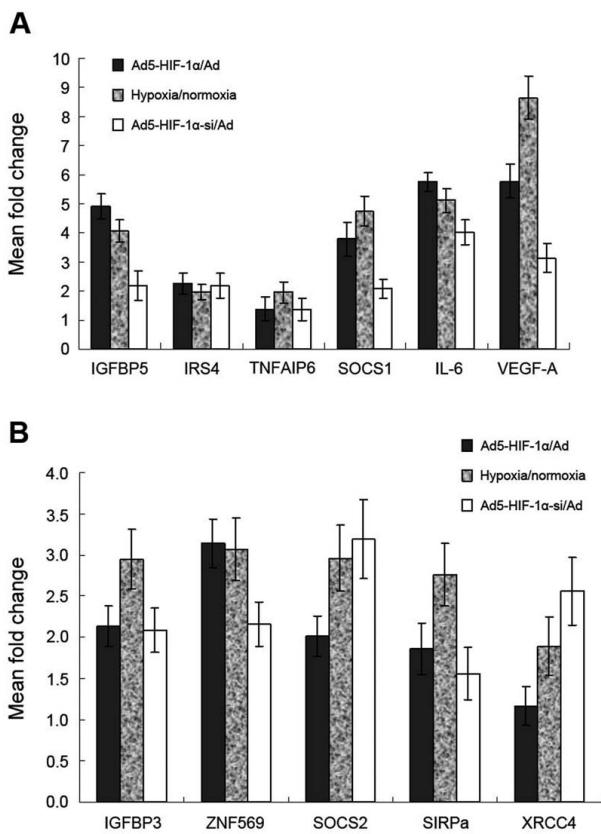 A
10
9
8
7
6
5
4
3
2
1
0
Mean fold change
Ad5-HIF-1α/Ad
Hypoxia/normoxia
Ad5-HIF-1α-si/Ad
IGFBP5 IRS4 TNFAIP6 SOCS1 IL-6 VEGF-A
B
4.0
3.5
3.0
2.5
2.0
1.5
1.0
0.5
0.0
Mean fold change
Ad5-HIF-1α/Ad
Hypoxia/normoxia
Ad5-HIF-1α-si/Ad
IGFBP3 ZNF569 SOCS2 SIRPa XRCC4